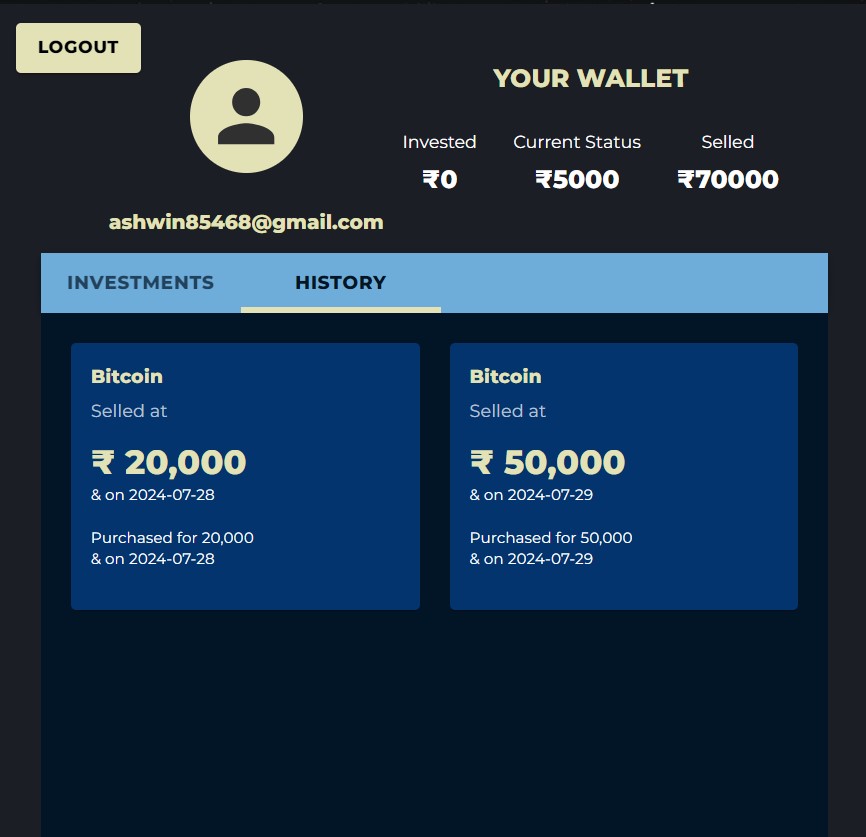 LOGOUT
YOUR WALLET
Invested Current Status Selled
₹0 ₹5000 ₹70000
ashwin85468@gmail.com
INVESTMENTS HISTORY
Bitcoin
Selled at
₹ 20,000
& on 2024-07-28
Purchased for 20,000
& on 2024-07-28
Bitcoin
Selled at
₹ 50,000
& on 2024-07-29
Purchased for 50,000
& on 2024-07-29